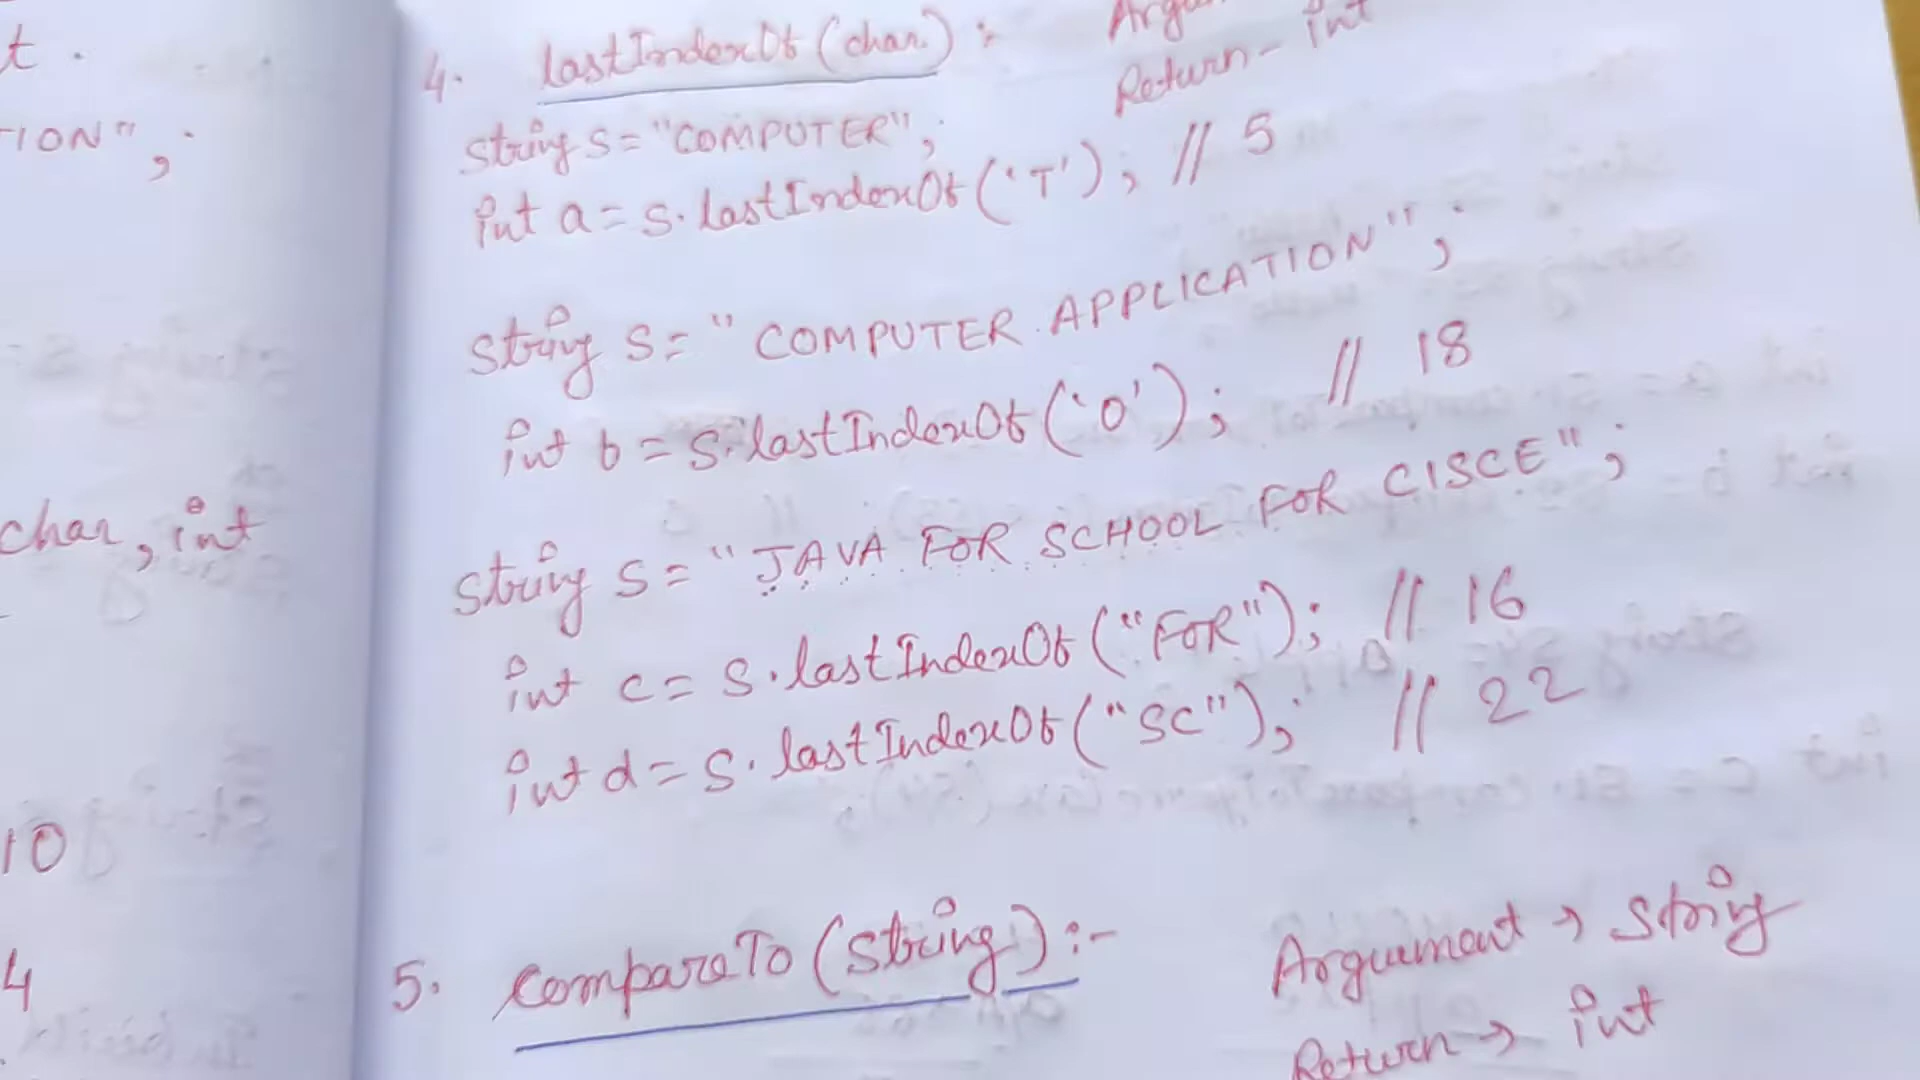 t.
TION";
char, int
10
4
4. lastIndexOf (char) :-
Return - int
String s = "COMPUTER";
int a = s.lastIndexOf('T'); // 5
String s = "COMPUTER APPLICATION";
int b = s.lastIndexOf('O'); // 18
String s = "JAVA FOR SCHOOL FOR CISCE";
int c = s.lastIndexOf("FOR"); // 16
int d = s.lastIndexOf("SC"); // 22
5. compareTo (String) :-
Argument → String
Return → int